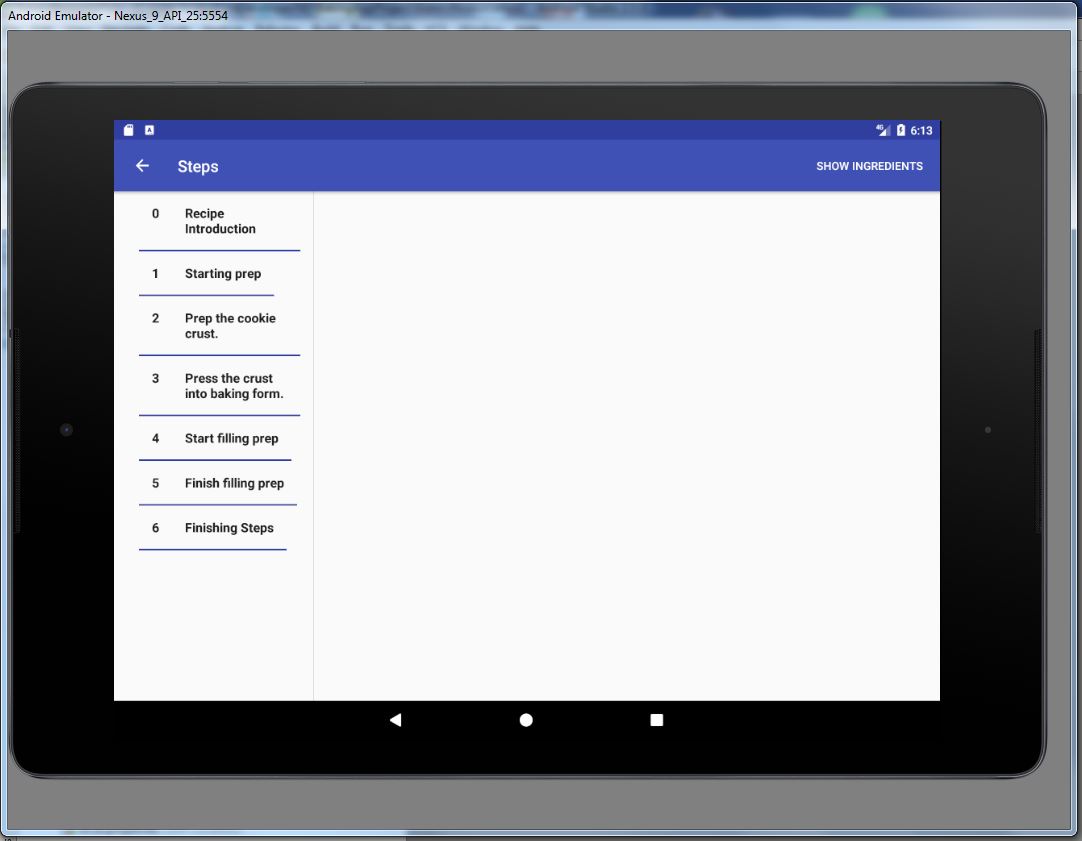 Android Emulator - Nexus_9_API_25:5554
A
4G
6:13
Steps
SHOW INGREDIENTS
0 Recipe
Introduction
1 Starting prep
2 Prep the cookie
crust.
3 Press the crust
into baking form.
4 Start filling prep
5 Finish filling prep
6 Finishing Steps